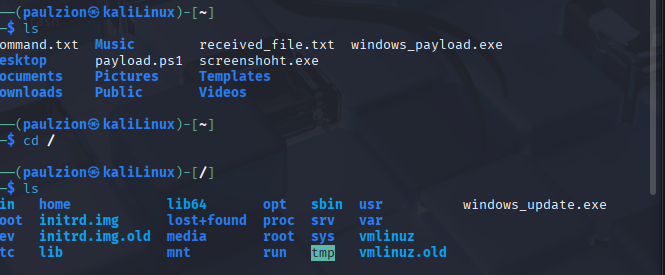 ——(paulzion㉿kaliLinux)-[~]
—$ ls
ommand.txt Music received_file.txt windows_payload.exe
esktop payload.ps1 screenshoht.exe
ocuments Pictures Templates
ownloads Public Videos
——(paulzion㉿kaliLinux)-[~]
—$ cd /
——(paulzion㉿kaliLinux)-[/]
—$ ls
in home lib64 opt sbin usr windows_update.exe
oot initrd.img lost+found proc srv var
ev initrd.img.old media root sys vmlinuz
tc lib mnt run tmp vmlinuz.old